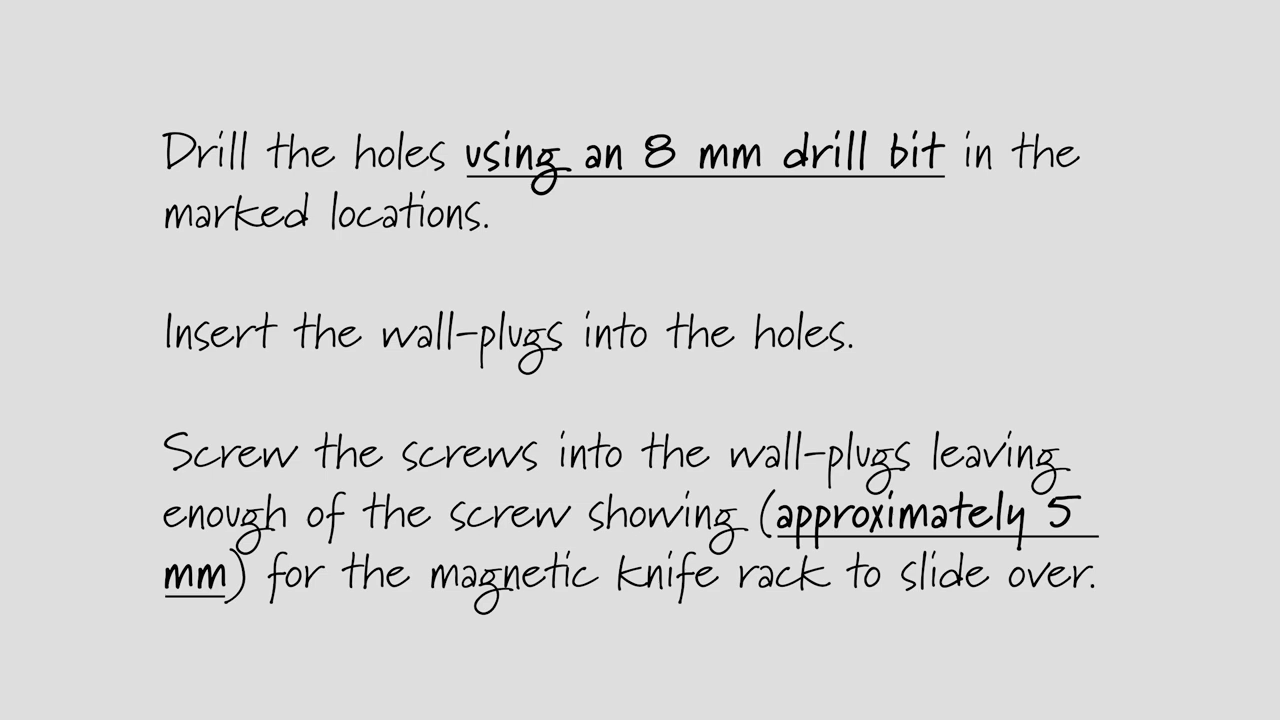 Drill the holes using an 8 mm drill bit in the
marked locations.
Insert the wall-plugs into the holes.
Screw the screws into the wall-plugs leaving
enough of the screw showing (approximately 5
mm) for the magnetic knife rack to slide over.